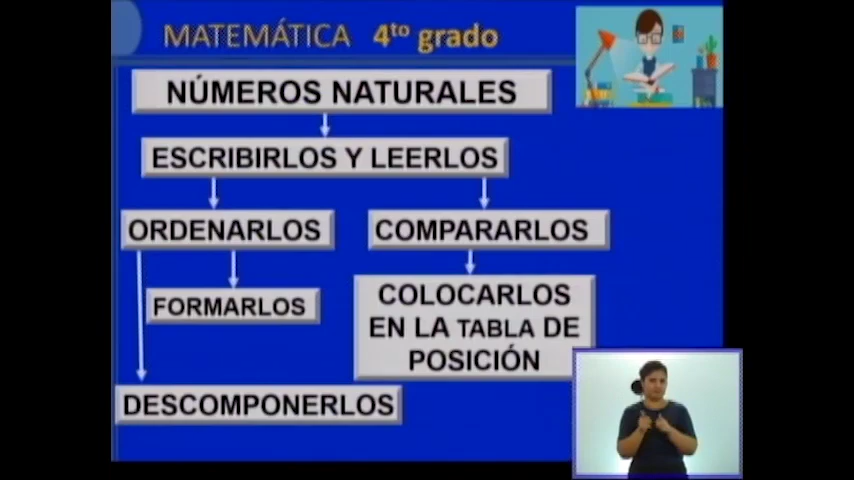 MATEMÁTICA 4to grado
NÚMEROS NATURALES
ESCRIBIRLOS Y LEERLOS
ORDENARLOS
COMPARARLOS
FORMARLOS
COLOCARLOS
EN LA TABLA DE
POSICIÓN
DESCOMPONERLOS